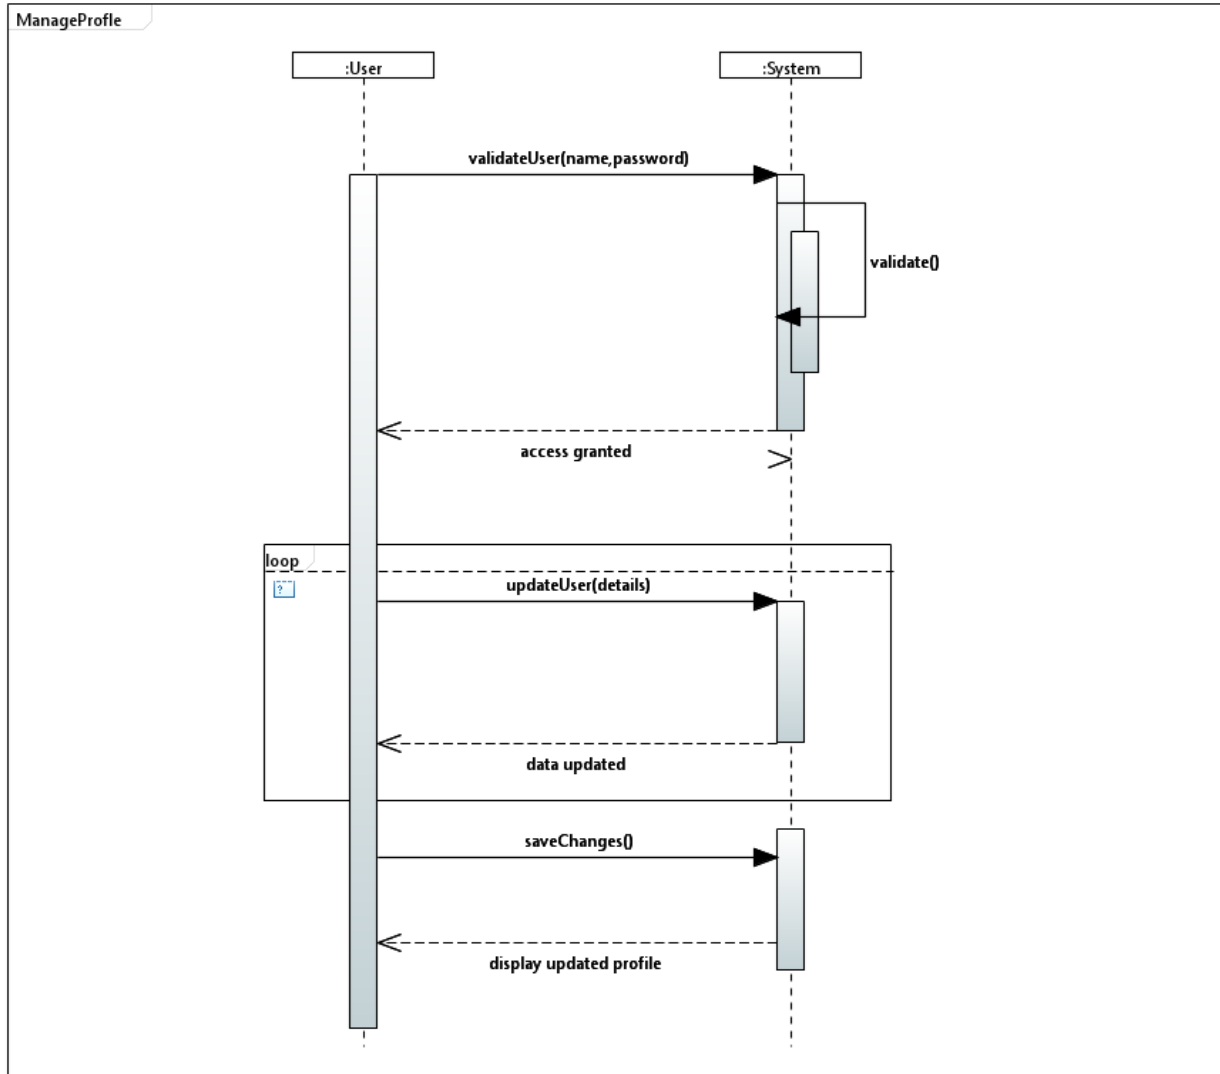 ManageProfle
:User
:System
validateUser(name,password)
validate()
access granted
loop
?
updateUser(details)
data updated
saveChanges()
display updated profile